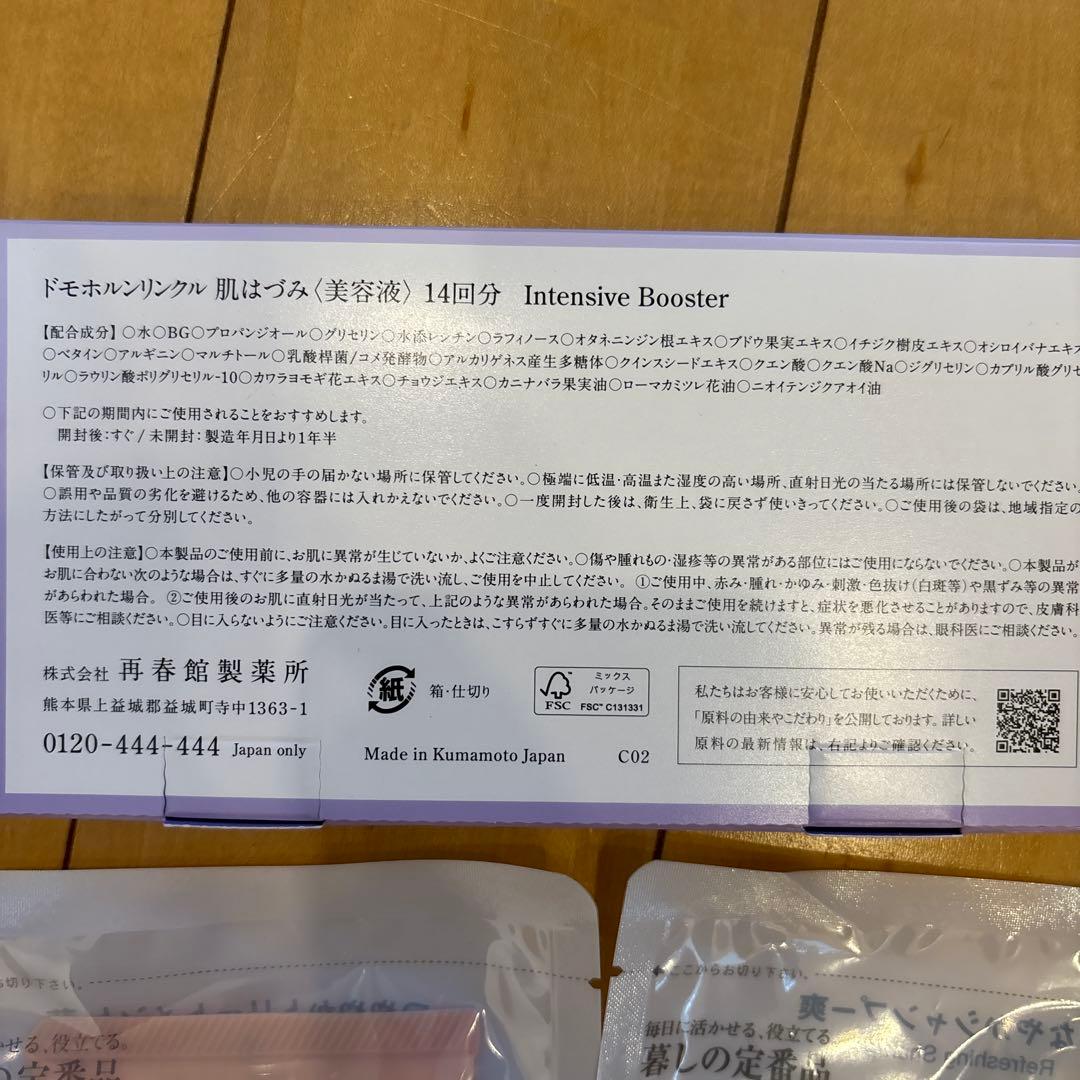 ドモホルンリンクル 肌はづみ〈美容液〉 14回分 Intensive Booster
【配合成分】○水○BG○プロパンジオール○グリセリン○水添レシチン○ラフィノース○オタネニンジン根エキス○ブドウ果実エキス○イチジク樹皮エキス○オシロイバナエキス
○ベタイン○アルギニン○マルチトール○乳酸桿菌/コメ発酵物○アルカリゲネス産生多糖体○クインスシードエキス○クエン酸○クエン酸Na○ジグリセリン○カプリル酸グリセ
リル○ラウリン酸ポリグリセリル-10○カワラヨモギ花エキス○チョウジエキス○カニナバラ果実油○ローマカミツレ花油○ニオイテンジクアオイ油
○下記の期間内にご使用されることをおすすめします。
開封後:すぐ/未開封:製造年月日より1年半
【保管及び取り扱い上の注意】○小児の手の届かない場所に保管してください。○極端に低温・高温また湿度の高い場所、直射日光の当たる場所には保管しないでください。
○誤用や品質の劣化を避けるため、他の容器には入れかえないでください。○一度開封した後は、衛生上、袋に戻さず使いきってください。○ご使用後の袋は、地域指定の
方法にしたがって分別してください。
【使用上の注意】○本製品のご使用前に、お肌に異常が生じていないか、よくご注意ください。○傷や腫れもの・湿疹等の異常がある部位にはご使用にならないでください。○本製品が
お肌に合わない次のような場合は、すぐに多量の水かぬるま湯で洗い流し、ご使用を中止してください。 ①ご使用中、赤み・腫れ・かゆみ・刺激・色抜け(白斑等)や黒ずみ等の異常
があらわれた場合。 ②ご使用後のお肌に直射日光が当たって、上記のような異常があらわれた場合。そのままご使用を続けますと、症状を悪化させることがありますので、皮膚科
医等にご相談ください。○目に入らないようにご注意ください。目に入ったときは、こすらずすぐに多量の水かぬるま湯で洗い流してください。異常が残る場合は、眼科医にご相談ください。
株式会社 再春館製薬所
熊本県上益城郡益城町寺中1363-1
0120-444-444 Japan only
紙 箱・仕切り
Made in Kumamoto Japan
FSC
ミックス
パッケージ
FSC™ C131331
C02
私たちはお客様に安心してお使いいただくために、
「原料の由来やこだわり」を公開しております。詳しい
原料の最新情報は、右記よりご確認ください。
切り下さい。
かせる、役立てる。
の定番品
ここからお切り下さい。
なやかシャンプー爽
Refreshing
毎日に活かせる、役立てる
暮しの定番品